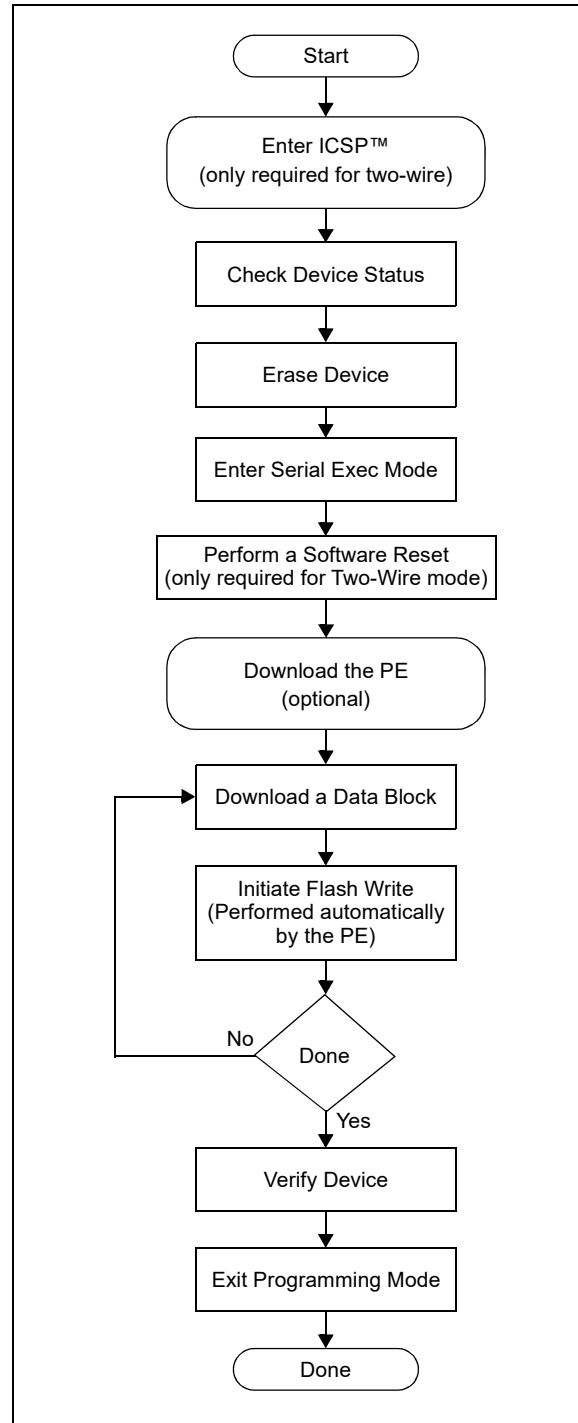 Start
Enter ICSP™
(only required for two-wire)
Check Device Status
Erase Device
Enter Serial Exec Mode
Perform a Software Reset
(only required for Two-Wire mode)
Download the PE
(optional)
Download a Data Block
Initiate Flash Write
(Performed automatically
by the PE)
No
Done
Yes
Verify Device
Exit Programming Mode
Done